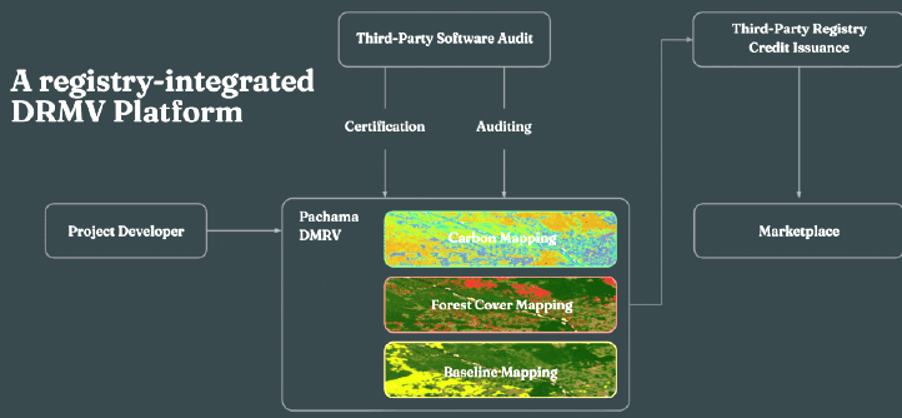 A registry-integrated
DRMV Platform
Third-Party Software Audit
Certification
Auditing
Third-Party Registry
Credit Issuance
Project Developer
Pachama
DMRV
Carbon Mapping
Forest Cover Mapping
Baseline Mapping
Marketplace